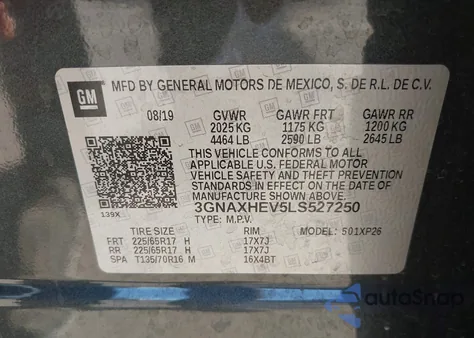 GM
MFD BY GENERAL MOTORS DE MEXICO, S. DE R.L. DE C.V.
08/19 GVWR GAWR FRT GAWR RR
2025 KG 1175 KG 1200 KG
4464 LB 2590 LB 2645 LB
THIS VEHICLE CONFORMS TO ALL
APPLICABLE U.S. FEDERAL MOTOR
VEHICLE SAFETY AND THEFT
PREVENTION STANDARDS IN
EFFECT ON THE DATE OF
MANUFACTURE SHOWN ABOVE.
139X
3GNAXHEV5LS527250
TYPE: M.P.V.
TIRE SIZE RIM MODEL: 501XP26
FRT 225/65R17 H 17X7J
RR 225/65R17 H 17X7J
SPA T135/70R16 M 16X4BT
autoSnap